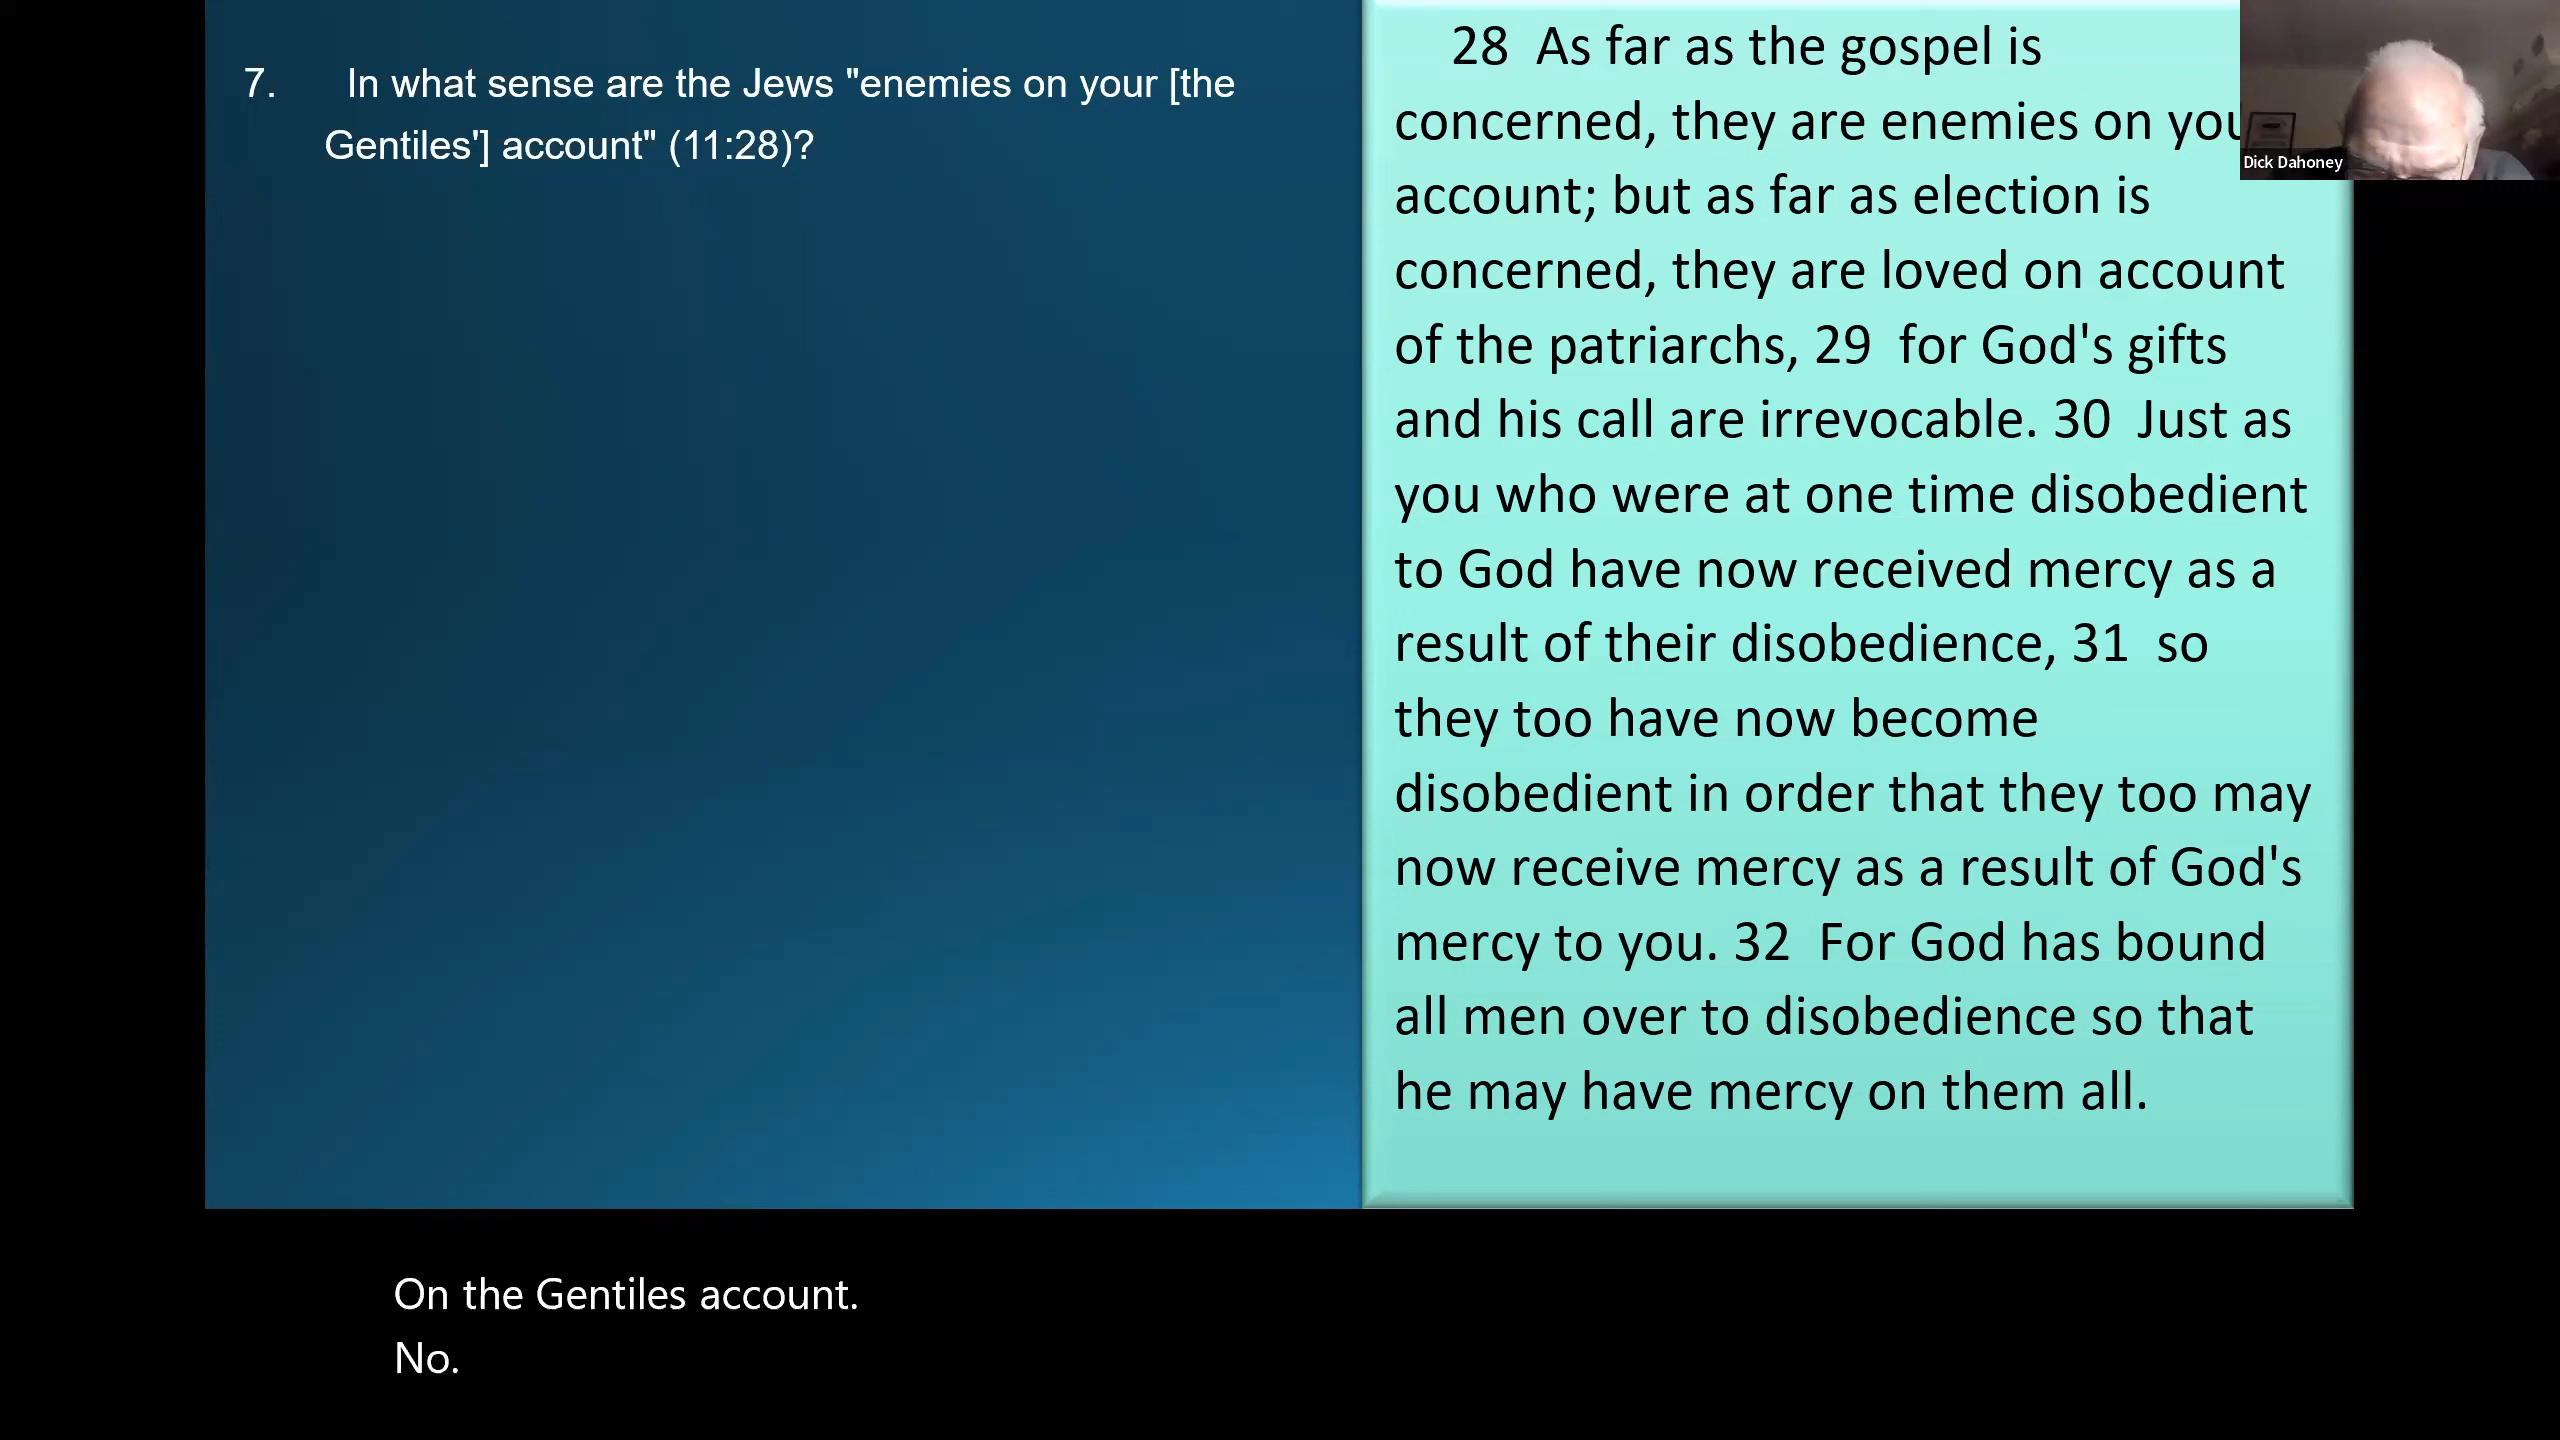 7. In what sense are the Jews "enemies on your [the
Gentiles'] account" (11:28)?
28 As far as the gospel is
concerned, they are enemies on
account; but as far as election is
concerned, they are loved on account
of the patriarchs, 29 for God's gifts
and his call are irrevocable. 30 Just as
you who were at one time disobedient
to God have now received mercy as a
result of their disobedience, 31 so
they too have now become
disobedient in order that they too may
now receive mercy as a result of God's
mercy to you. 32 For God has bound
all men over to disobedience so that
he may have mercy on them all.
Dick Dahoney
On the Gentiles account.
No.